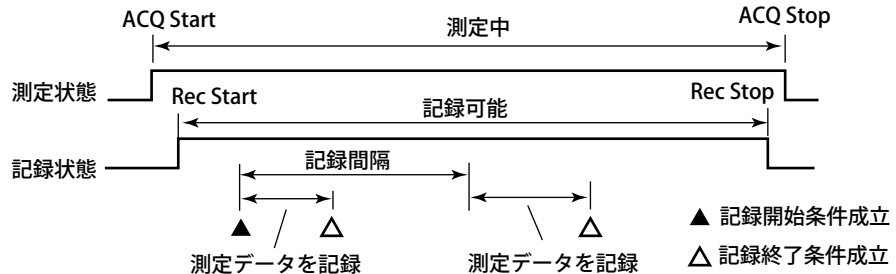 ACQ Start
ACQ Stop
測定中
測定状態
Rec Start
Rec Stop
記録可能
記録状態
記録間隔
▲ 記録開始条件成立
測定データを記録
測定データを記録
△ 記録終了条件成立